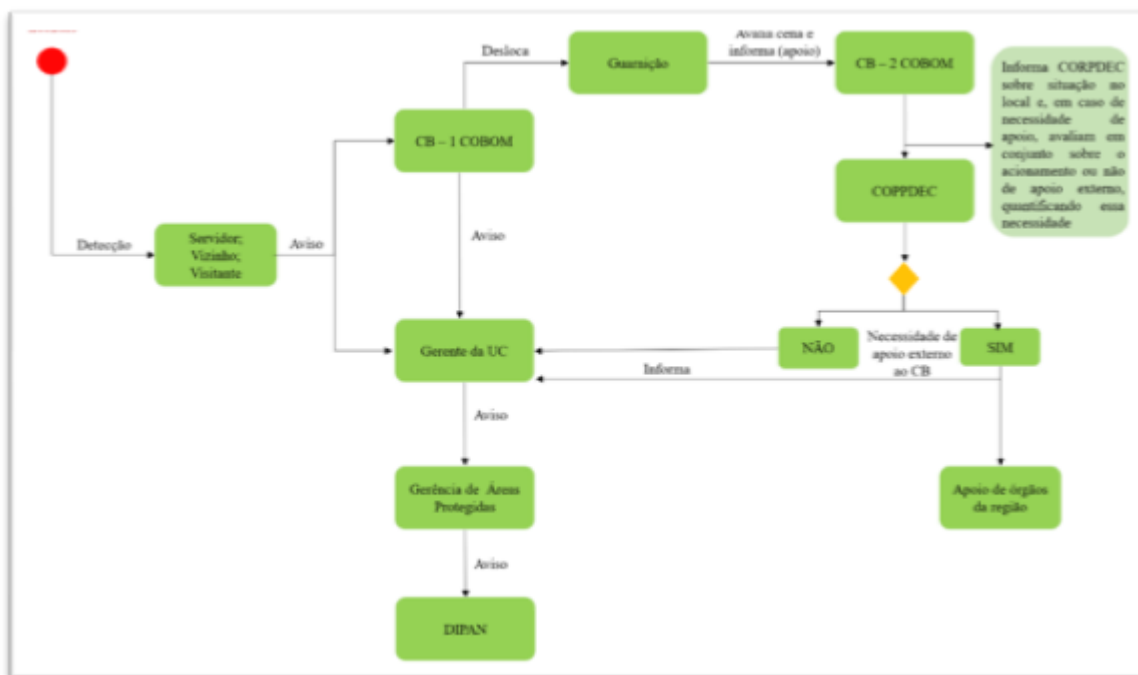 Desloca
Guarnição
Avalia cena e
informa (apoio)
CB – 2 COBOM
Informa CORPDEC
sobre situação no
local e, em caso de
necessidade de
apoio, avaliam em
conjunto sobre o
acionamento ou não
de apoio externo,
quantificando essa
necessidade
CB – 1 COBOM
COPPDEC
Detecção
Servidor;
Vizinho;
Visitante
Aviso
Aviso
Gerente da UC
NÃO
Necessidade de
apoio externo
ao CB
SIM
Informa
Aviso
Gerência de Áreas
Protegidas
Apoio de órgãos
da região
Aviso
DIPAN